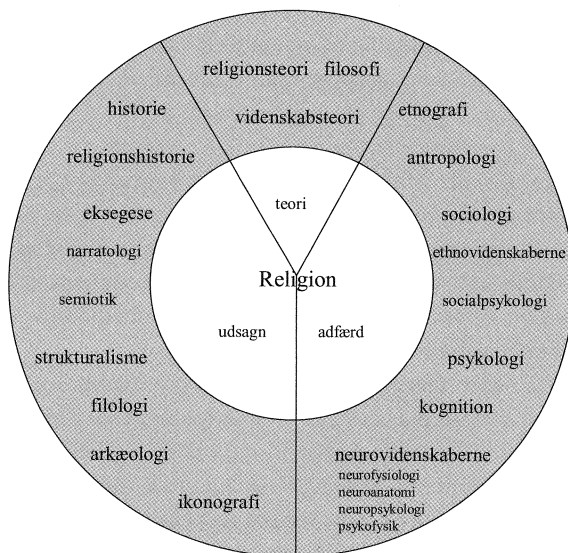 religionsteori filosofi
videnskabsteori
historie
religionshistorie
eksegese
narratologi
semiotik
strukturalisme
filologi
arkæologi
ikonografi
etnografi
antropologi
sociologi
ethnovidenskaberne
socialpsykologi
psykologi
kognition
neurovidenskaberne
neurofysiologi
neuroanatomi
neuropsykologi
psykofysik
teori
Religion
udsagn
adfærd